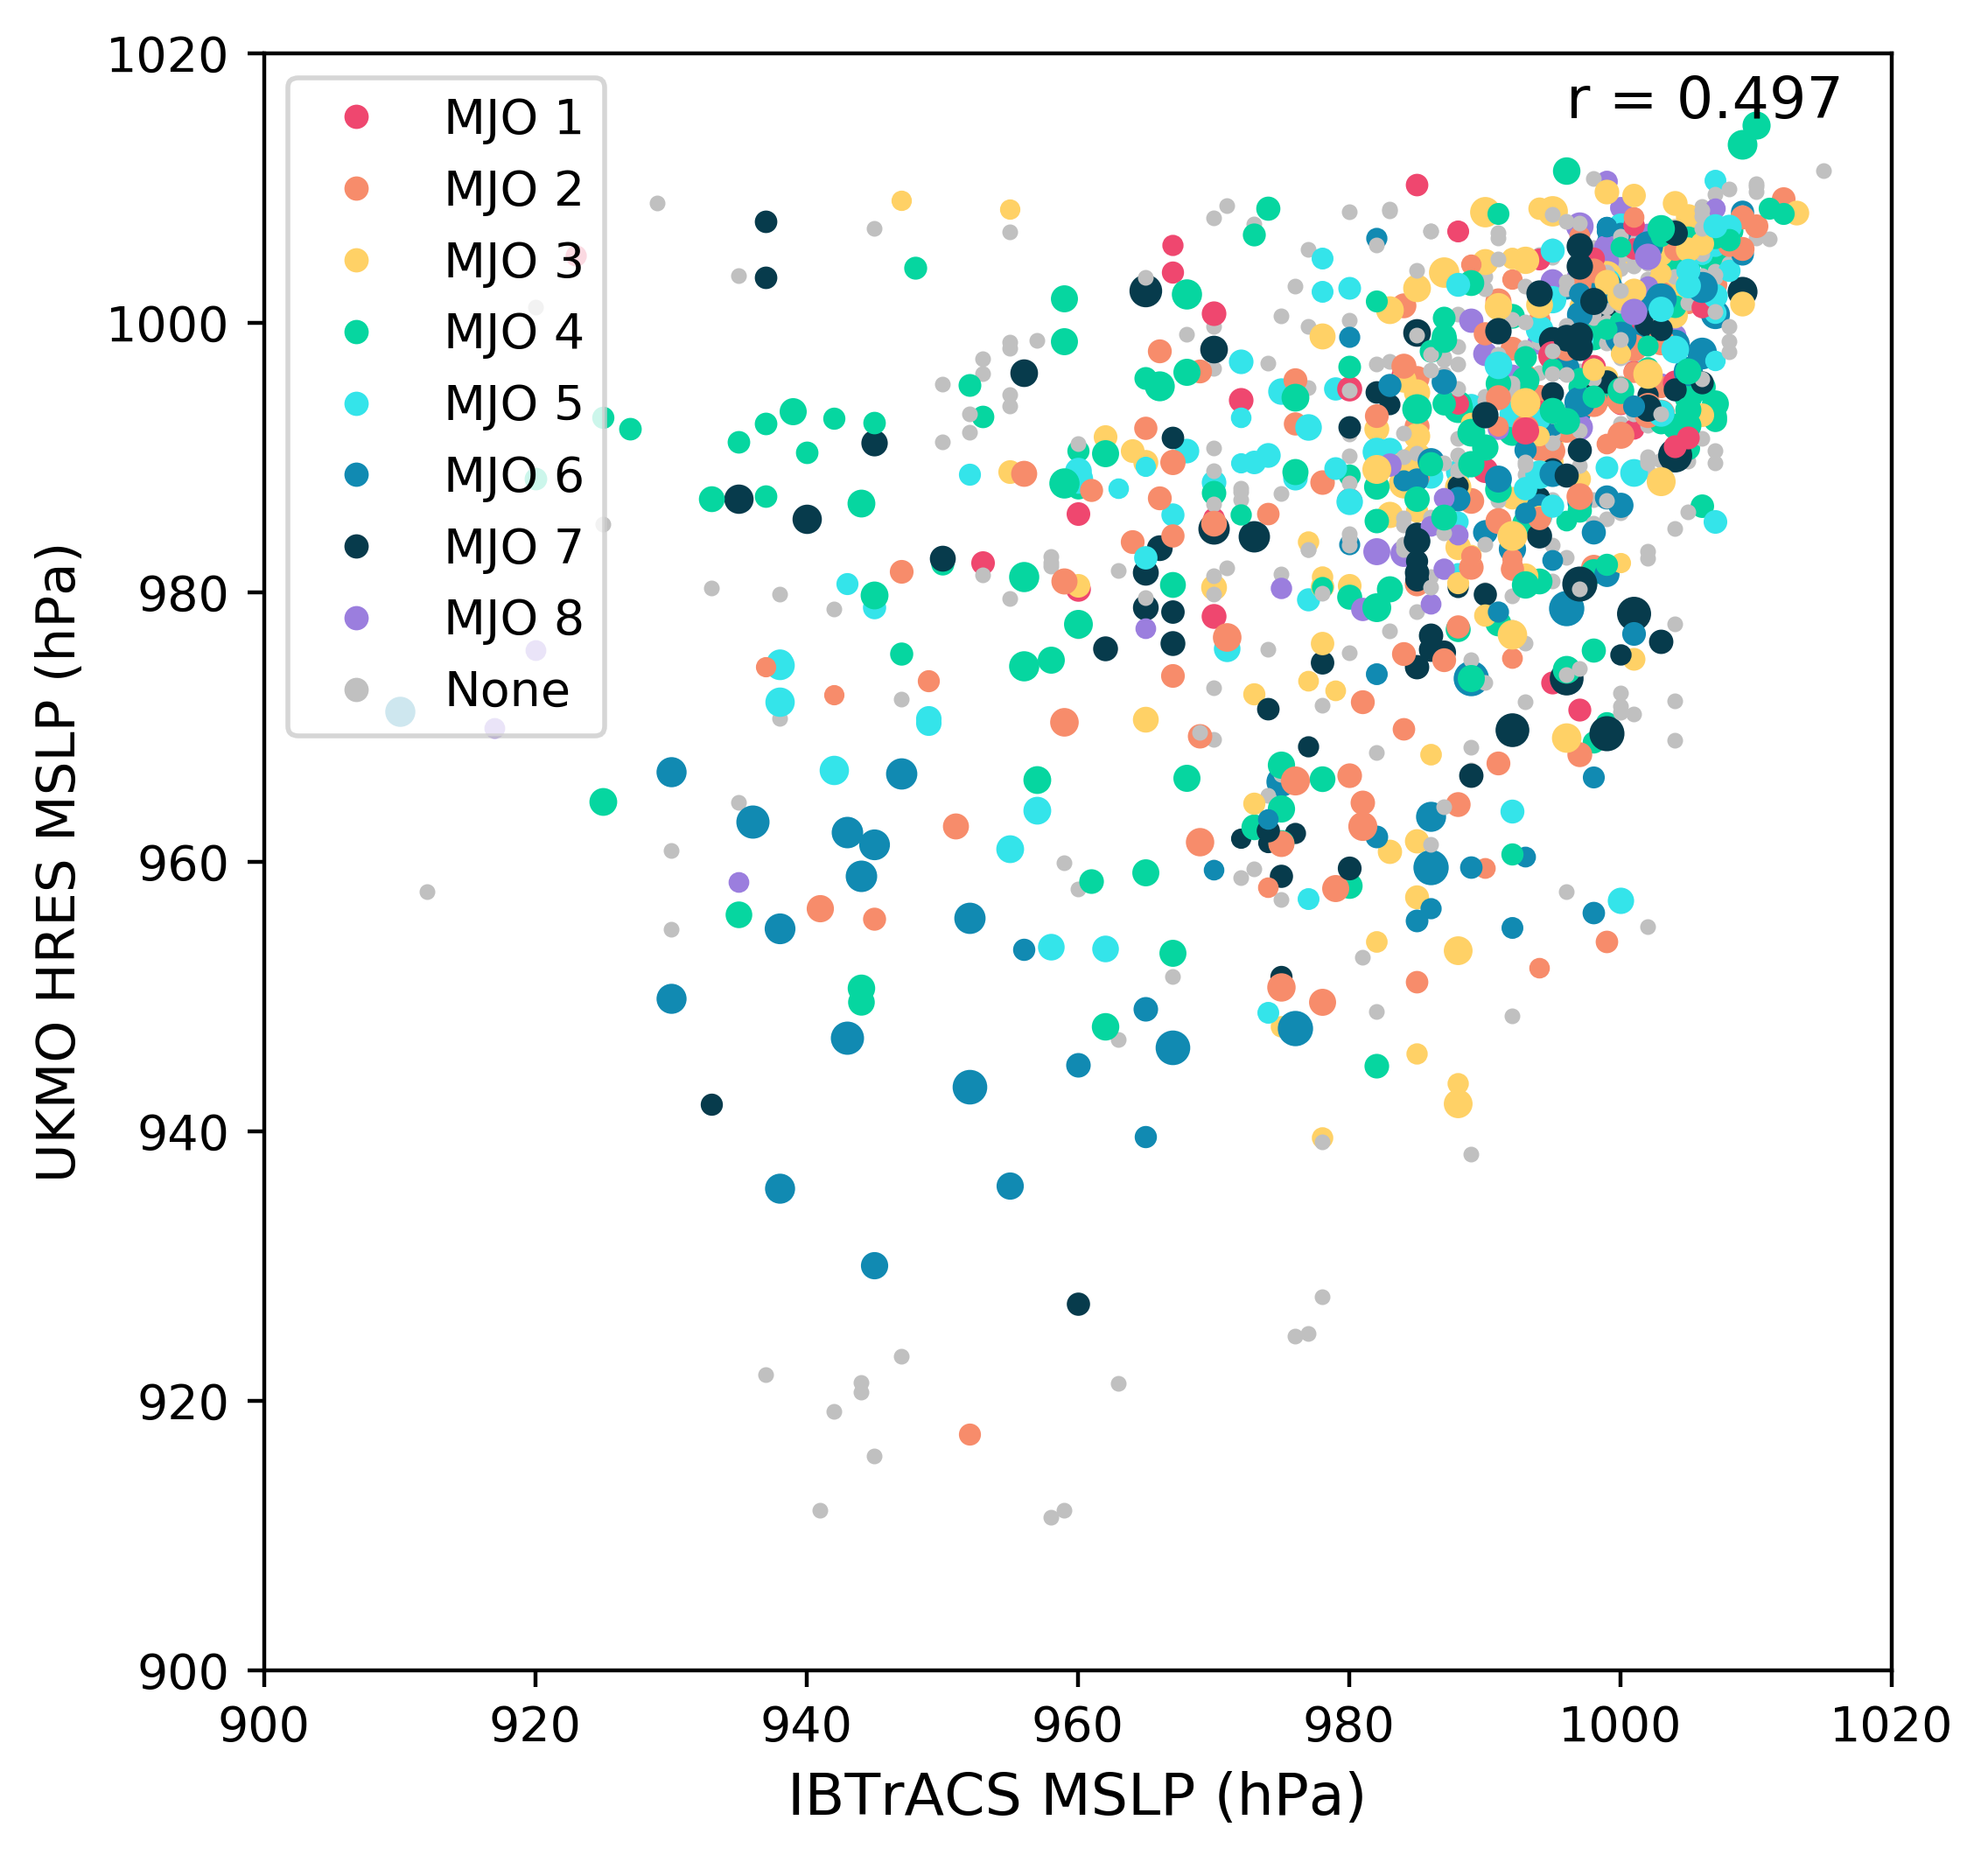 1020
1000
980
960
940
920
900
UKMO HRES MSLP (hPa)
MJO 1
MJO 2
MJO 3
MJO 4
MJO 5
MJO 6
MJO 7
MJO 8
None
r = 0.497
900 920 940 960 980 1000 1020
IBTrACS MSLP (hPa)